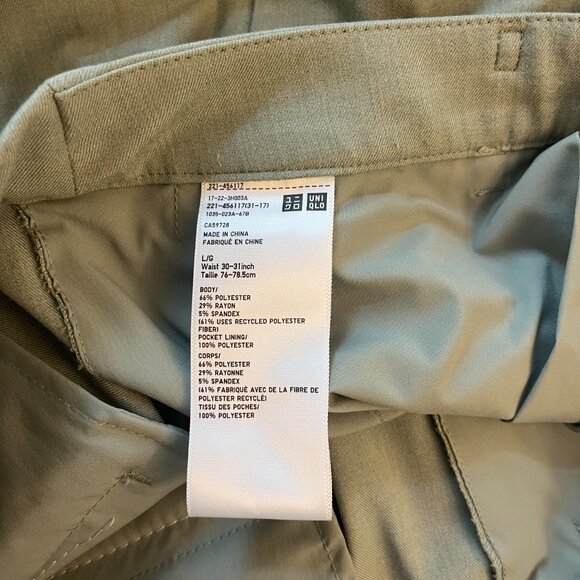 221-456117
17-22-3H003A
221-456117(31-17)
1035-023A-67B
ユニ
クロ
UNI
QLO
CA59728
MADE IN CHINA
FABRIQUÉ EN CHINE
L/G
Waist 30-31inch
Taille 76-78.5cm
BODY/
66% POLYESTER
29% RAYON
5% SPANDEX
(61% USES RECYCLED POLYESTER
FIBER)
POCKET LINING/
100% POLYESTER
CORPS/
66% POLYESTER
29% RAYONNE
5% SPANDEX
(61% FABRIQUÉ AVEC DE LA FIBRE DE
POLYESTER RECYCLÉ)
TISSU DES POCHES/
100% POLYESTER